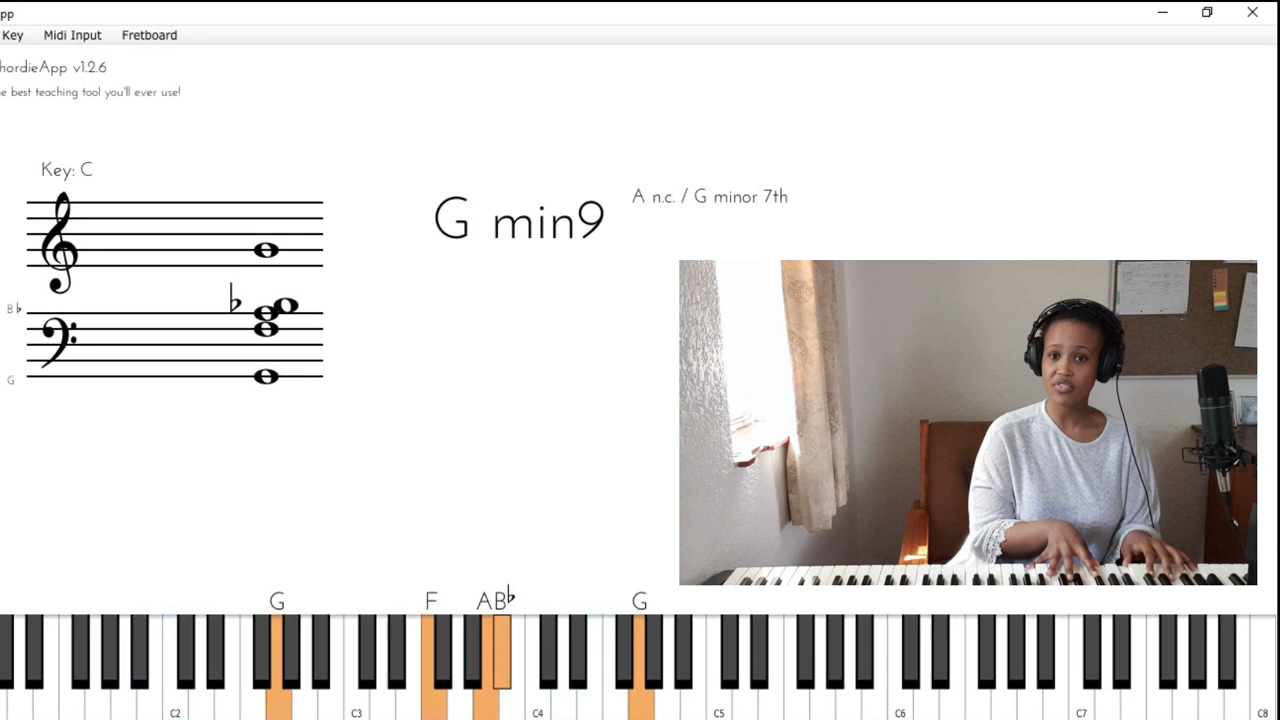 pp
Key Midi Input Fretboard
hordieApp v1.2.6
e best teaching tool you'll ever use!
Key: C
G min9
A n.c. / G minor 7th
B♭
G
G F A B♭ G
C2 C3 C4 C5 C6 C7 C8